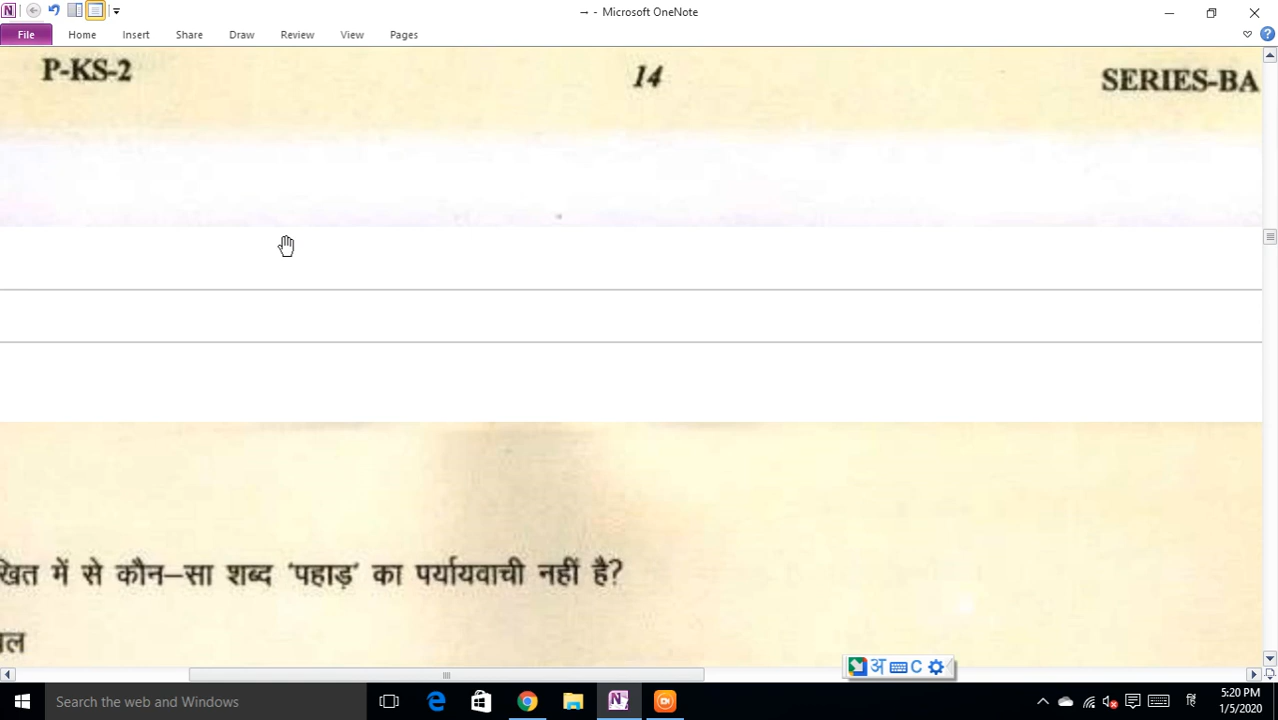 → - Microsoft OneNote
File Home Insert Share Draw Review View Pages
P-KS-2 14 SERIES-BA
खित में से कौन–सा शब्द 'पहाड़' का पर्यायवाची नहीं है?
Search the web and Windows
हिं
5:20 PM
1/5/2020